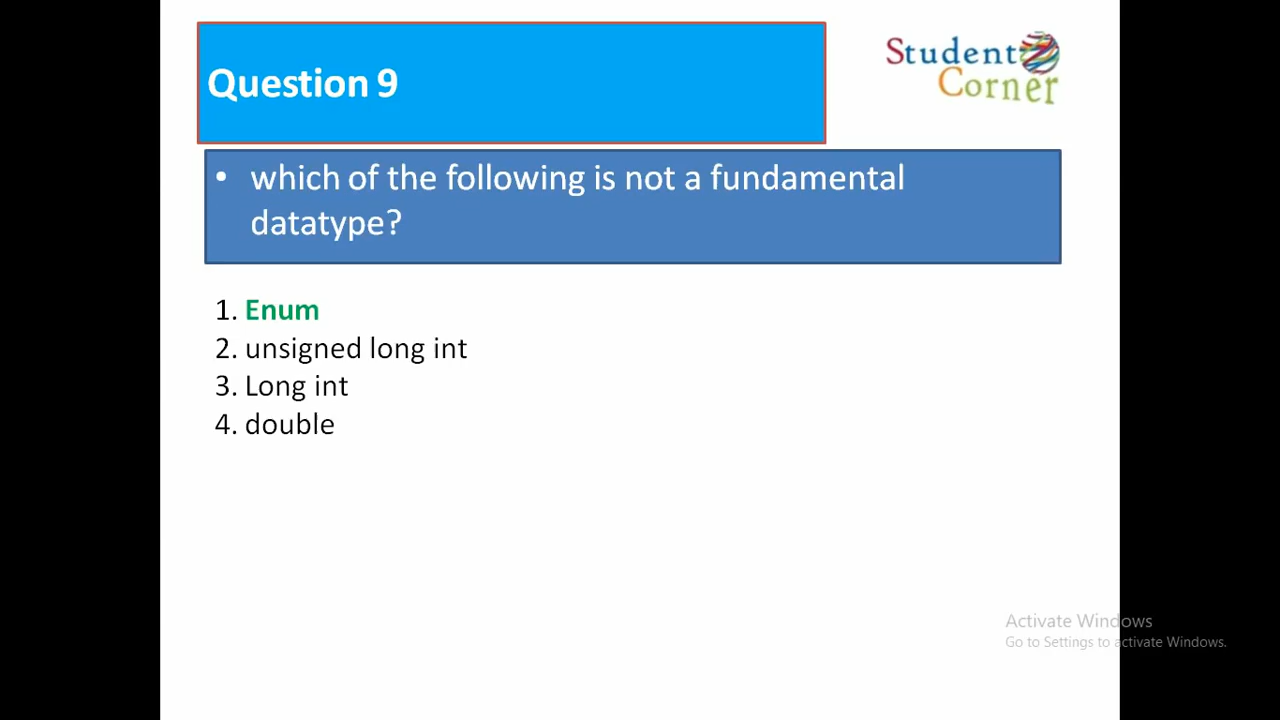 Question 9
Student
Corner
• which of the following is not a fundamental
datatype?
1. Enum
2. unsigned long int
3. Long int
4. double
Activate Windows
Go to Settings to activate Windows.